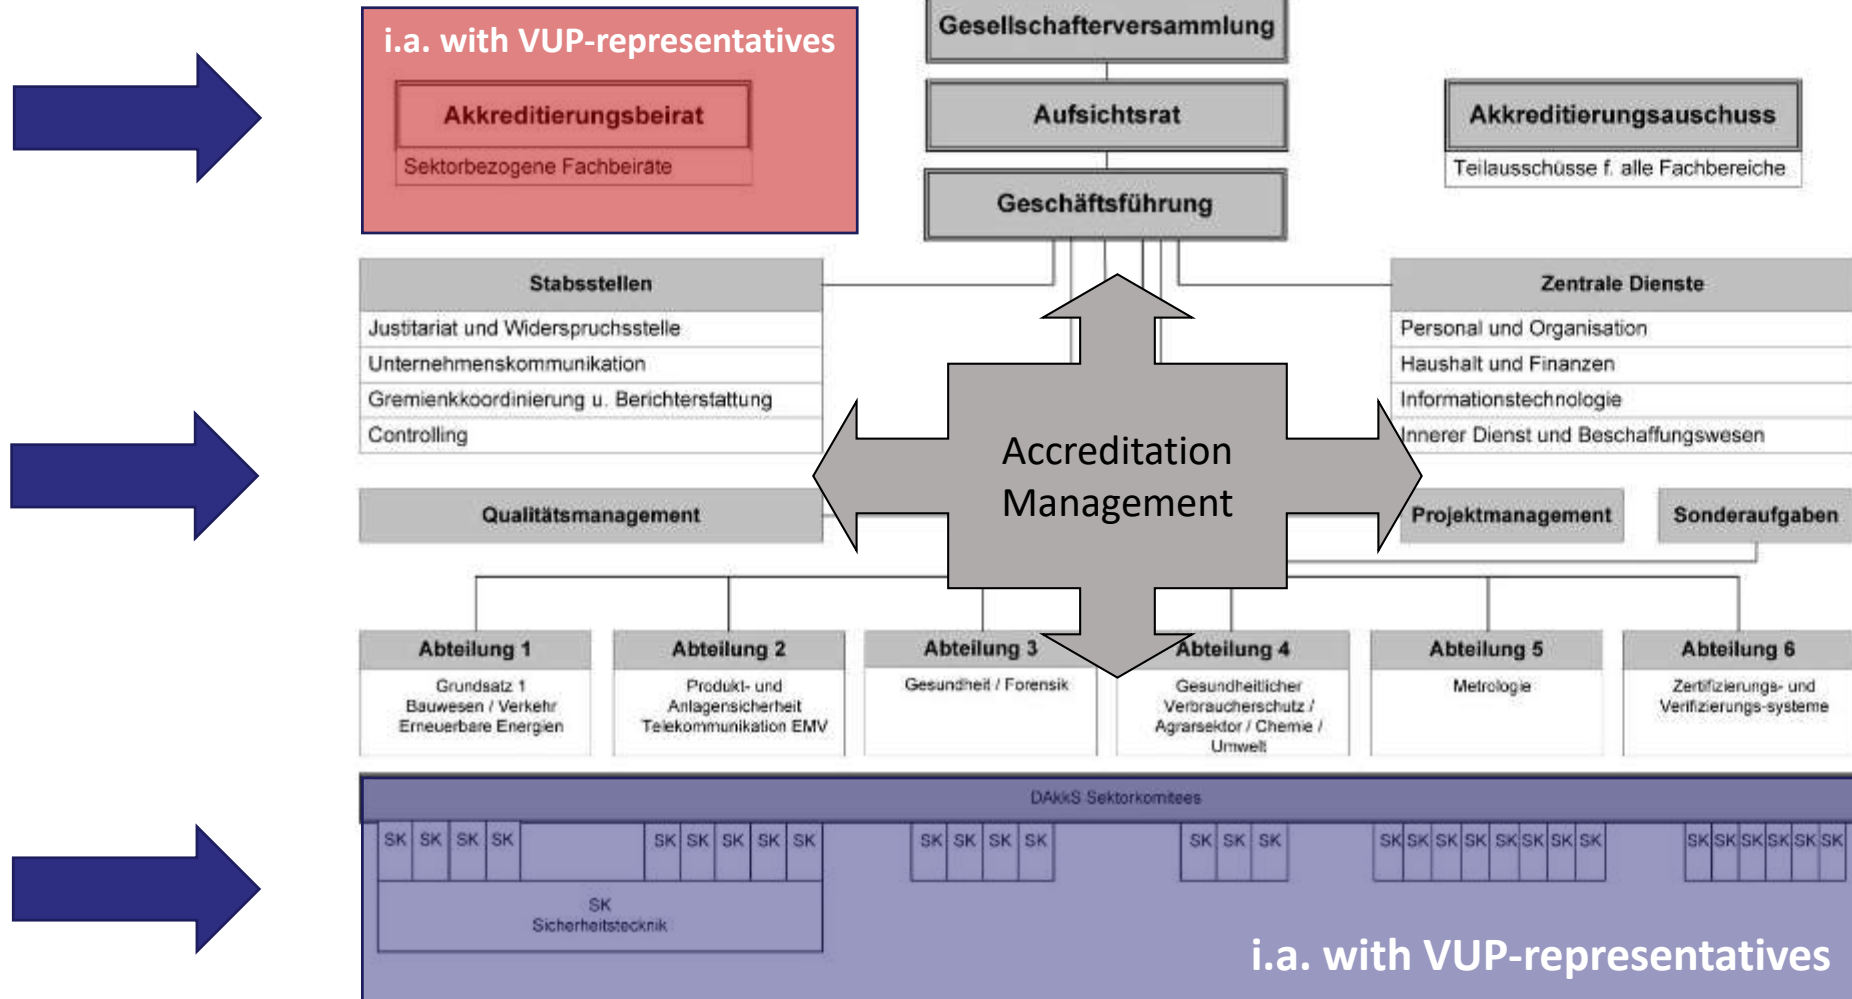 i.a. with VUP-representatives
Akkreditierungsbeirat
Sektorbezogene Fachbeiräte
Gesellschafterversammlung
Aufsichtsrat
Geschäftsführung
Akkreditierungsauschuss
Teilausschüsse f. alle Fachbereiche
Stabsstellen
Justitariat und Widerspruchsstelle
Unternehmenskommunikation
Gremienkkoordinierung u. Berichterstattung
Controlling
Zentrale Dienste
Personal und Organisation
Haushalt und Finanzen
Informationstechnologie
Innerer Dienst und Beschaffungswesen
Accreditation
Management
Qualitätsmanagement
Projektmanagement
Sonderaufgaben
Abteilung 1
Grundsatz 1
Bauwesen / Verkehr
Erneuerbare Energien
Abteilung 2
Produkt- und
Anlagensicherheit
Telekommunikation EMV
Abteilung 3
Gesundheit / Forensik
Abteilung 4
Gesundheitlicher
Verbraucherschutz /
Agrarsektor / Chemie /
Umwelt
Abteilung 5
Metrologie
Abteilung 6
Zertifizierungs- und
Verifizierungs-systeme
DAkkS Sektorkomitees
SK SK SK SK
SK SK SK SK SK
SK SK SK SK
SK SK SK
SK SK SK SK SK SK SK SK
SK SK SK SK SK SK
SK
Sicherheitstecknik
i.a. with VUP-representatives